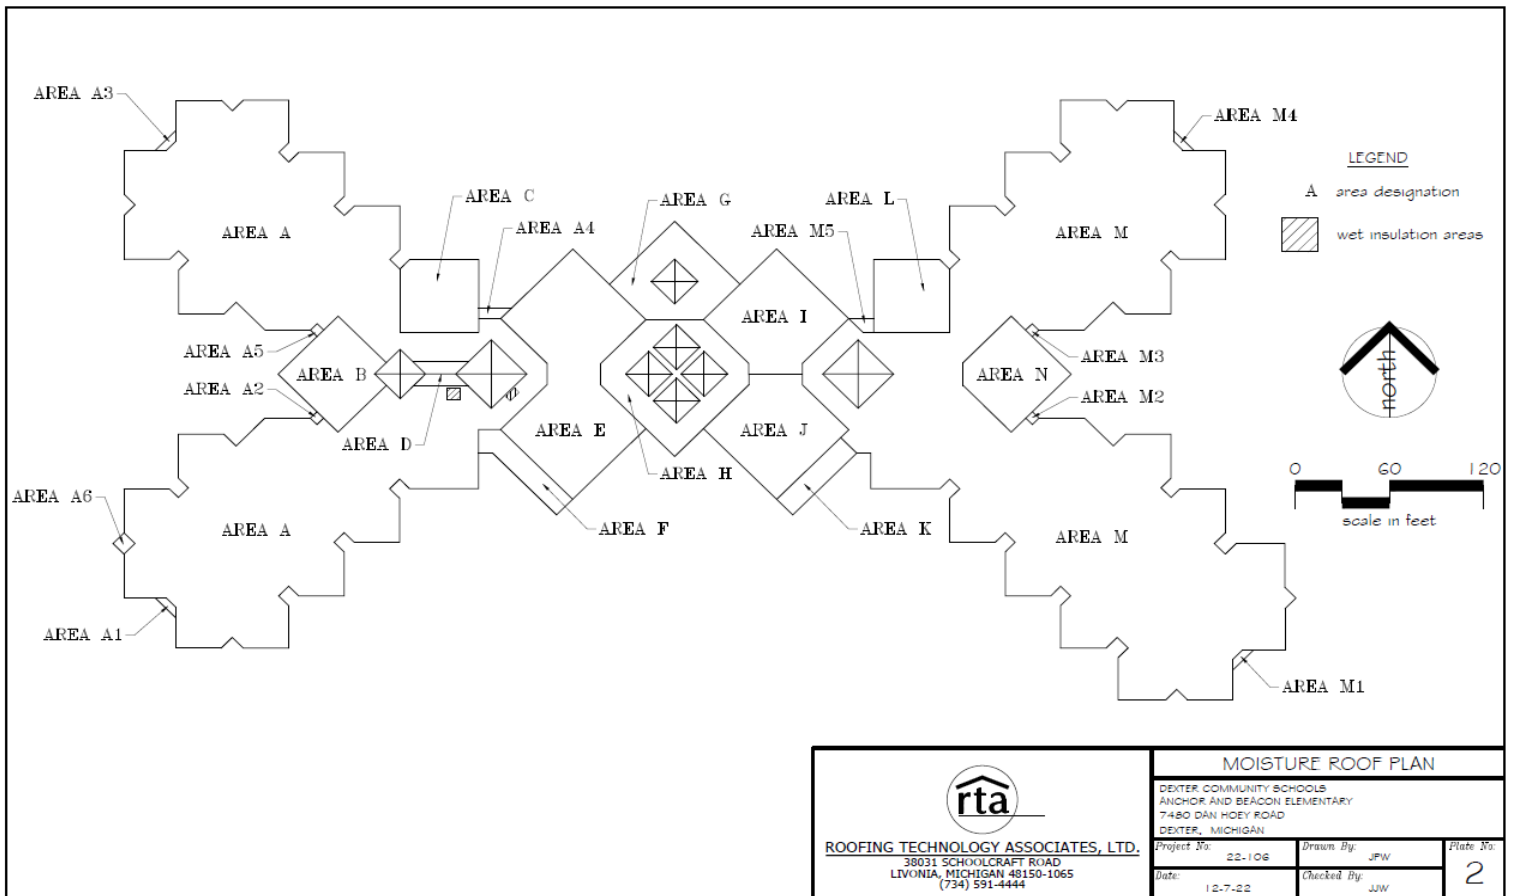 AREA A3
AREA M4
LEGEND
A area designation
wet insulation areas
AREA C
AREA G
AREA L
AREA A4
AREA M5
AREA A
AREA M
AREA I
AREA A5
AREA M3
AREA B
AREA N
AREA A2
AREA M2
north
AREA D
AREA E
AREA J
AREA H
0 60 120
scale in feet
AREA A6
AREA A
AREA F
AREA K
AREA M
AREA A1
AREA M1
rta
ROOFING TECHNOLOGY ASSOCIATES, LTD.
38031 SCHOOLCRAFT ROAD
LIVONIA, MICHIGAN 48150-1065
(734) 591-4444
MOISTURE ROOF PLAN
DEXTER COMMUNITY SCHOOLS
ANCHOR AND BEACON ELEMENTARY
7480 DAN HOEY ROAD
DEXTER, MICHIGAN
Project No: 22-106
Drawn By: JPW
Plate No: 2
Date: 12-7-22
Checked By: JJW